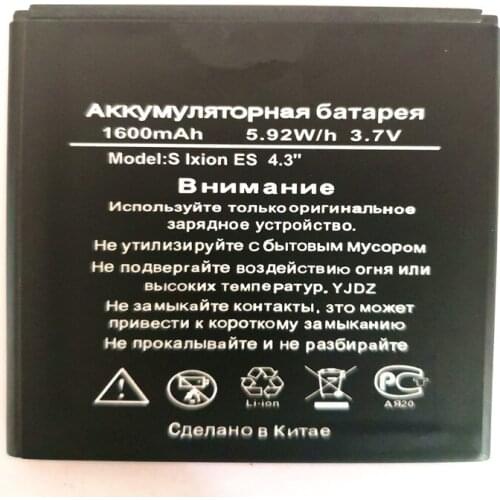 Аккумуляторная батарея
1600mAh 5.92W/h 3.7V
Model:S Ixion ES 4.3"
Внимание
Используйте только оригинальное
зарядное устройство.
Не утилизируйте с бытовым мусором
Не подвергайте воздействию огня или
высоких температур. YJDZ
Не замыкайте контакты, это может
привести к короткому замыканию
Не прокалывайте и не разбирайте
CE Li-ion РС АЯ20
Сделано в Китае